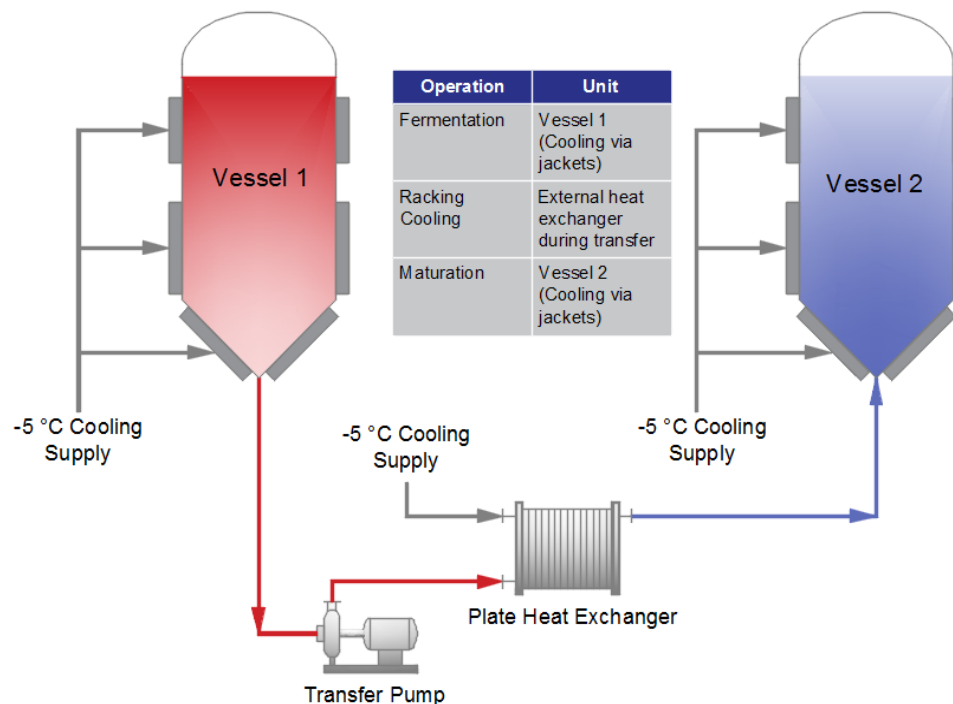 Vessel 1
Operation Unit
Fermentation Vessel 1
(Cooling via
jackets)
Racking External heat
Cooling exchanger
during transfer
Maturation Vessel 2
(Cooling via
jackets)
Vessel 2
-5 °C Cooling
Supply
-5 °C Cooling
Supply
-5 °C Cooling
Supply
Plate Heat Exchanger
Transfer Pump